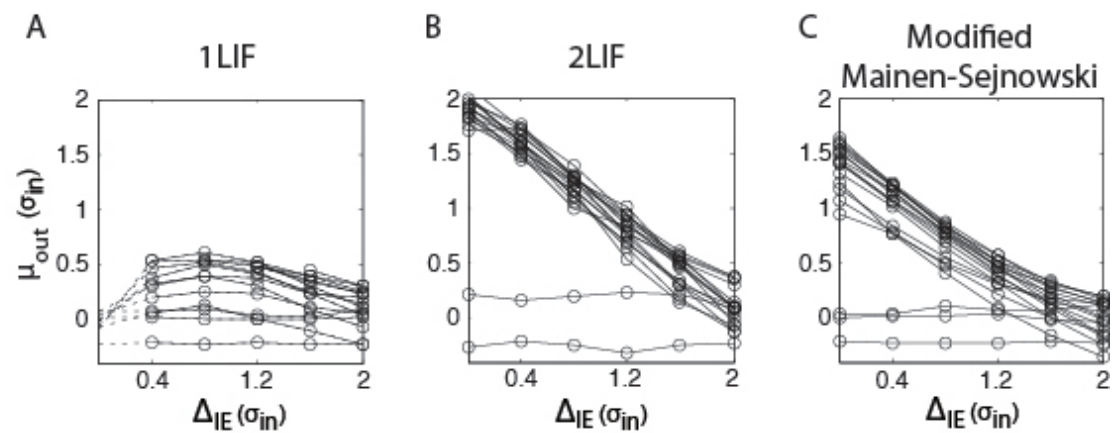 A
1LIF
2
1.5
1
0.5
0
μout (σin)
0.4 1.2 2
ΔIE (σin)
B
2LIF
2
1.5
1
0.5
0
0.4 1.2 2
ΔIE (σin)
C
Modified
Mainen-Sejnowski
2
1.5
1
0.5
0
0.4 1.2 2
ΔIE (σin)